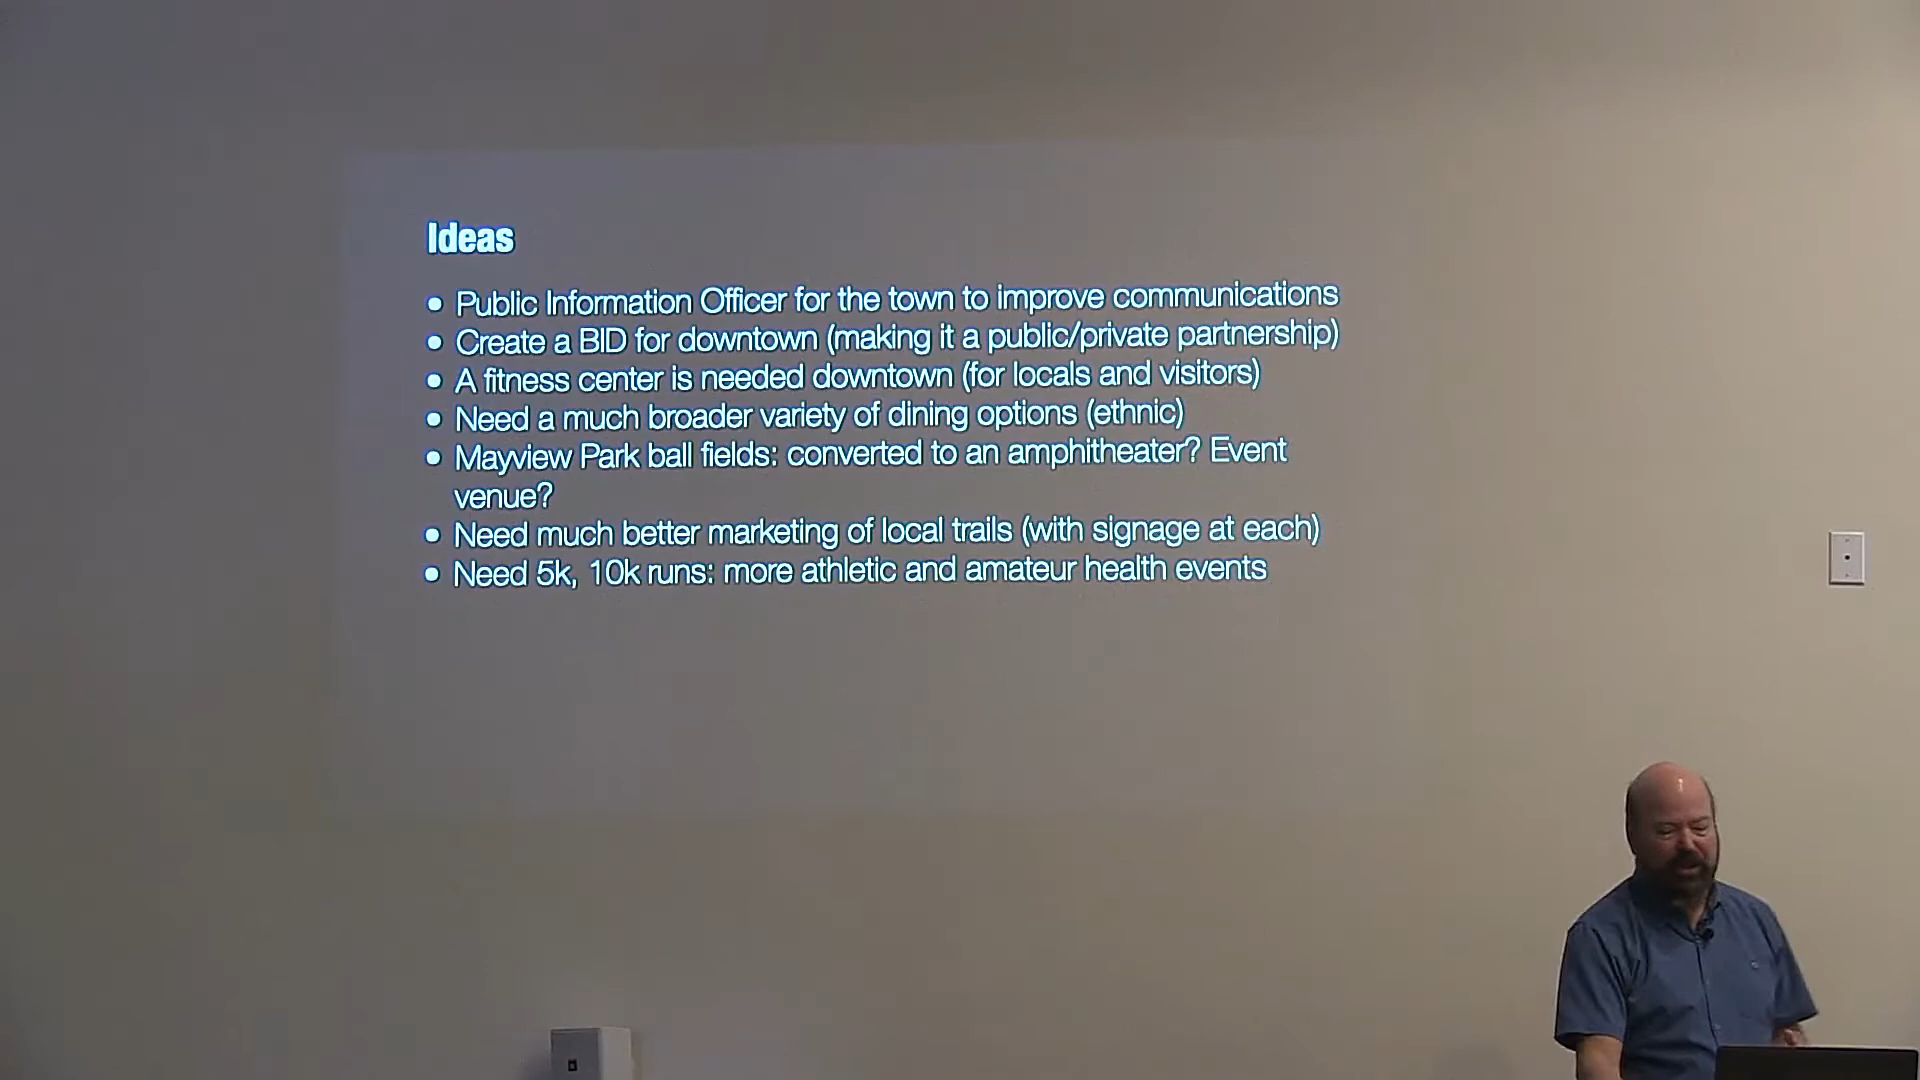 Ideas
• Public Information Officer for the town to improve communications
• Create a BID for downtown (making it a public/private partnership)
• A fitness center is needed downtown (for locals and visitors)
• Need a much broader variety of dining options (ethnic)
• Mayview Park ball fields: converted to an amphitheater? Event
venue?
• Need much better marketing of local trails (with signage at each)
• Need 5k, 10k runs: more athletic and amateur health events